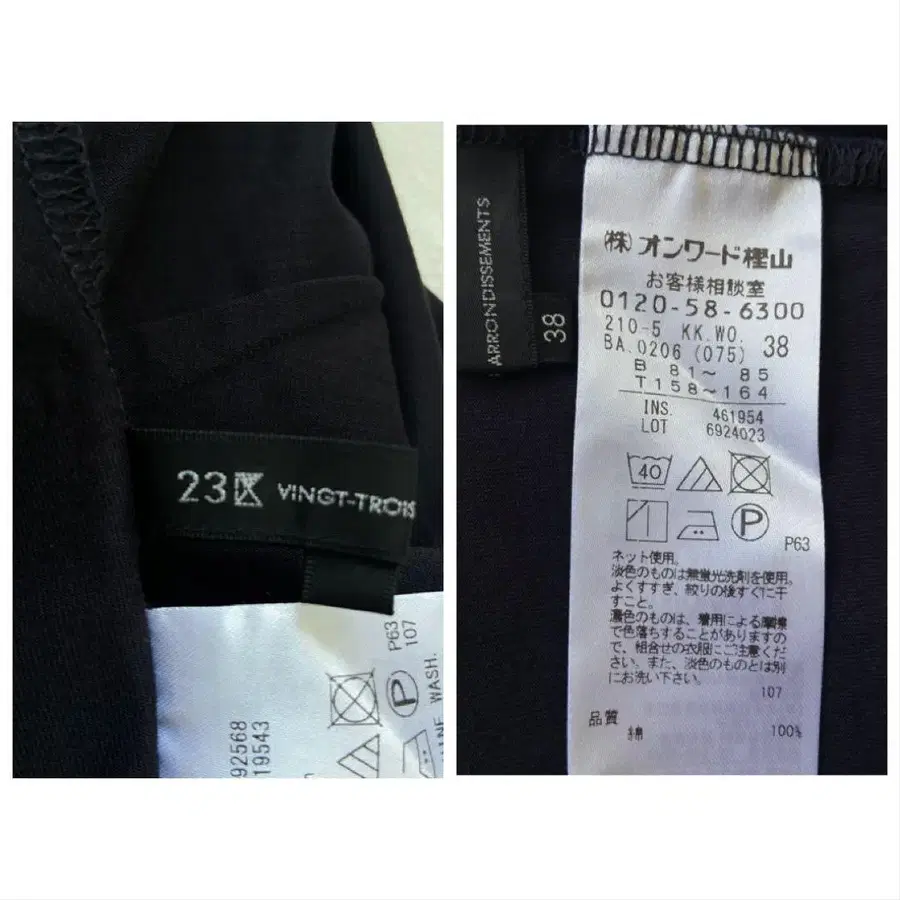 23区 VINGT-TROIS
P63
107
92568
19543
WASH.
ARRONDISSEMENTS
38
(株)オンワード樫山
お客様相談室
0120-58-6300
210-5 KK.WO.
BA.0206 (075) 38
B 81～ 85
T 158～164
INS. 461954
LOT 6924023
40
P
P63
ネット使用。
淡色のものは無蛍光洗剤を使用。
よくすすぎ、絞りの後すぐに干
すこと。
濃色のものは、着用による摩擦
で色落ちすることがありますの
で、組合せの衣服にご注意くだ
さい。また、淡色のものとは別
にお洗い下さい。
107
品質
綿 100%